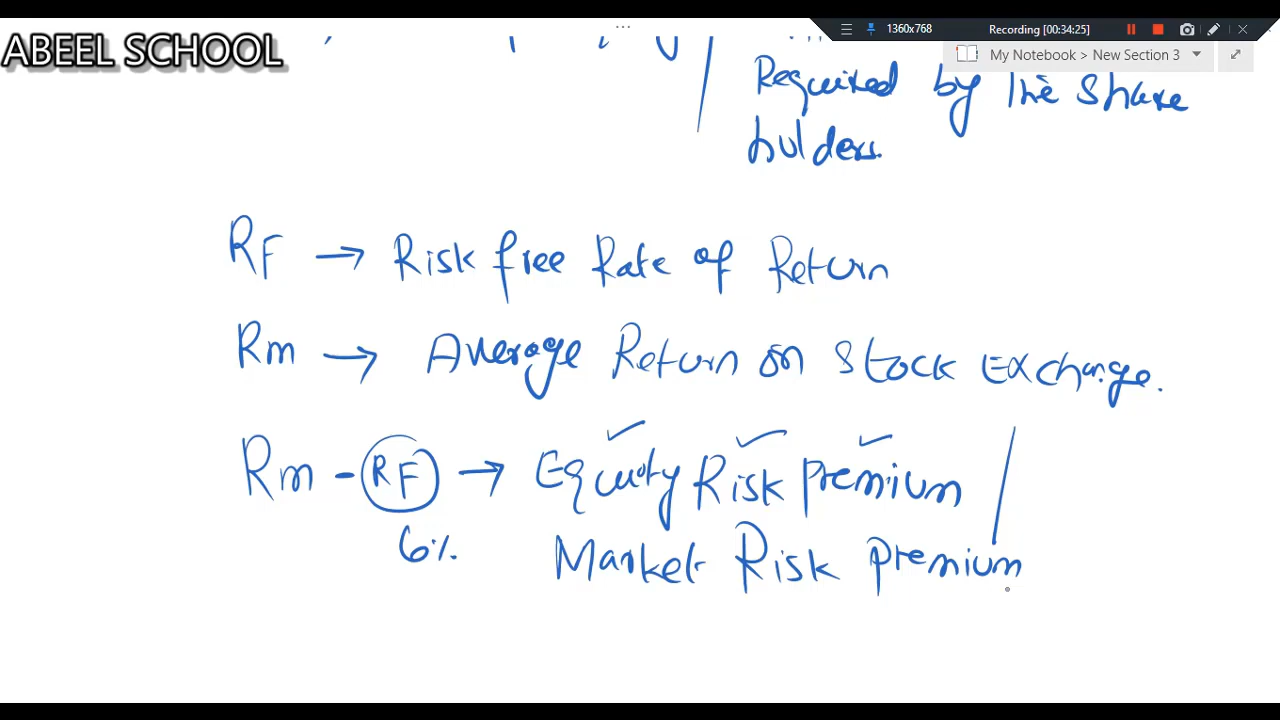 Recording [00:34:25]
1360x768
ABEEL SCHOOL
My Notebook > New Section 3
Required by the Share
holders.
RF → Risk free Rate of Return
Rm → Average Return on Stock Exchange.
Rm - RF → Equity Risk premium /
6%.
Market Risk premium